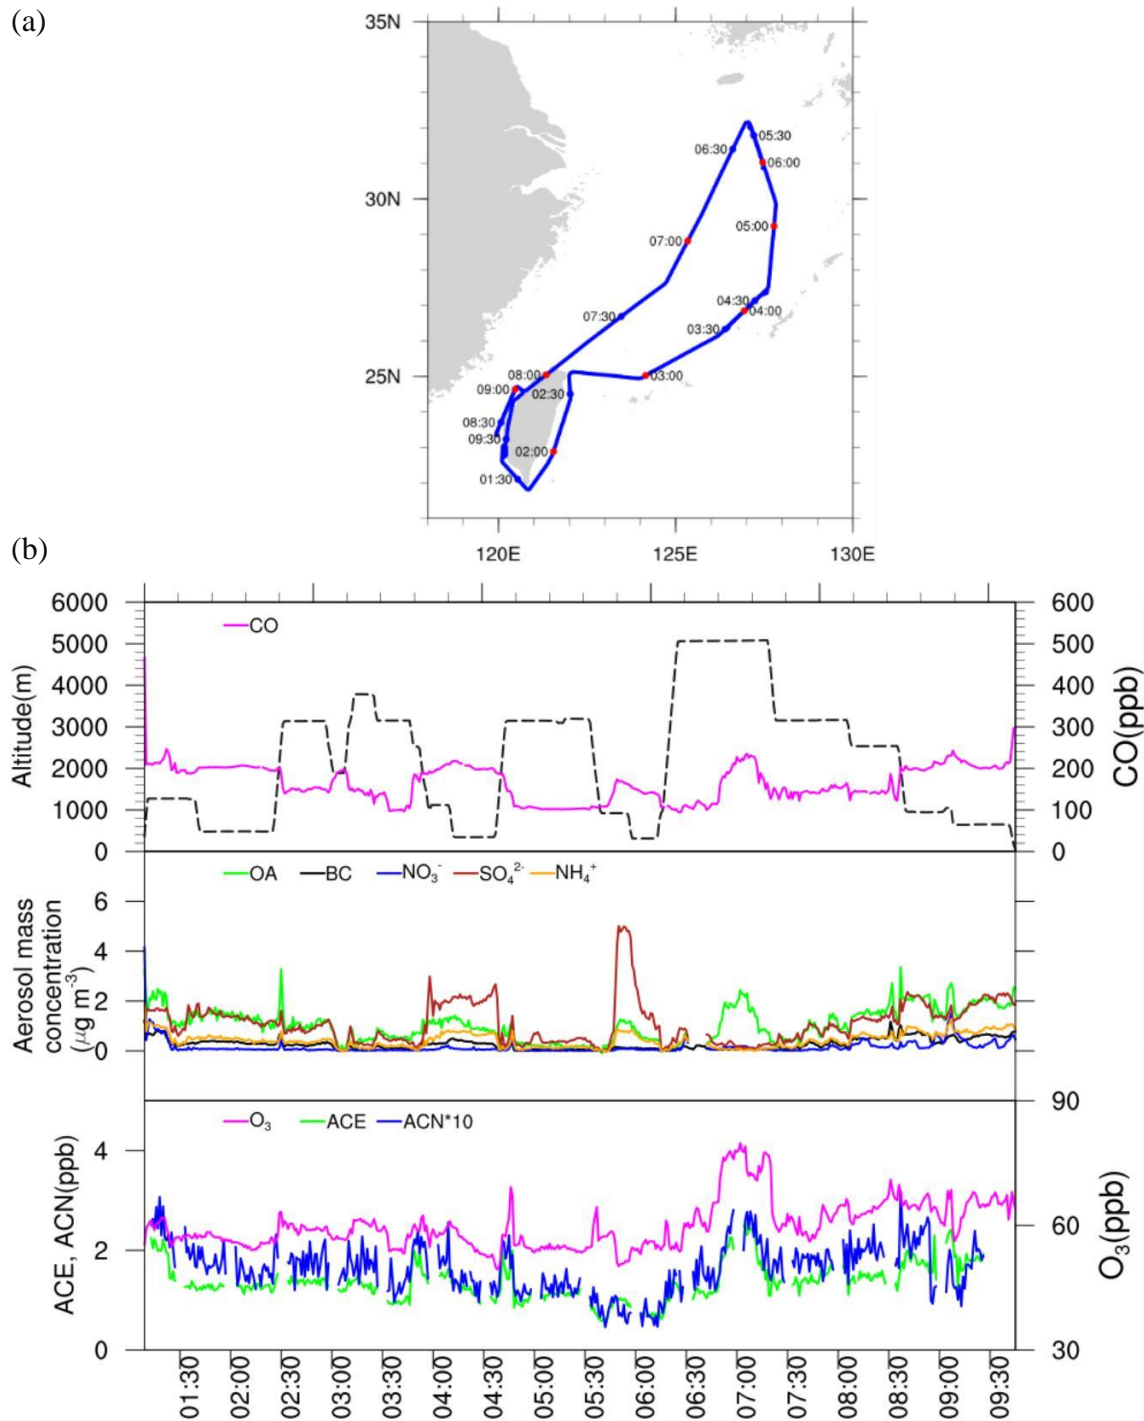 (a)
35N
30N
25N
05:30
06:30
06:00
05:00
07:00
04:30
04:00
07:30
03:30
08:00
03:00
09:00
02:30
08:30
09:30
02:00
01:30
120E 125E 130E
(b)
6000 5000 4000 3000 2000 1000 0
Altitude(m)
CO
600 500 400 300 200 100 0
CO(ppb)
OA BC NO₃⁻ SO₄²⁻ NH₄⁺
6 4 2 0
Aerosol mass
concentration
(μg m⁻³)
O₃ ACE ACN*10
4 2 0
ACE, ACN(ppb)
90 60 30
O₃(ppb)
01:30 02:00 02:30 03:00 03:30 04:00 04:30 05:00 05:30 06:00 06:30 07:00 07:30 08:00 08:30 09:00 09:30